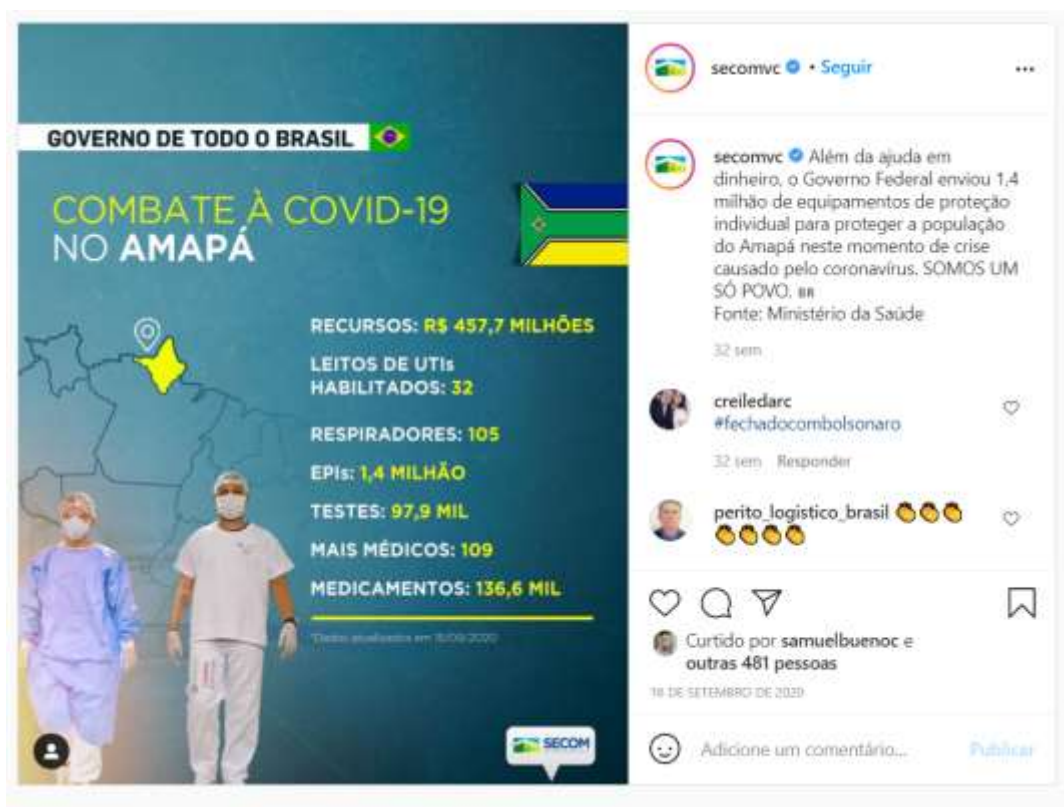 GOVERNO DE TODO O BRASIL
COMBATE À COVID-19
NO AMAPÁ
RECURSOS: R$ 457,7 MILHÕES
LEITOS DE UTIs
HABILITADOS: 32
RESPIRADORES: 105
EPIs: 1,4 MILHÃO
TESTES: 97,9 MIL
MAIS MÉDICOS: 109
MEDICAMENTOS: 136,6 MIL
*Dados atualizados em
SECOM
secomvc • Seguir
secomvc Além da ajuda em
dinheiro, o Governo Federal enviou 1,4
milhão de equipamentos de proteção
individual para proteger a população
do Amapá neste momento de crise
causado pelo coronavírus. SOMOS UM
SÓ POVO. BR
Fonte: Ministério da Saúde
32 sem
creiledarc
#fechadocombolsonaro
32 sem Responder
perito_logistico_brasil
Curtido por samuelbuenoc e
outras 481 pessoas
18 DE SETEMBRO DE 2020
Adicione um comentário... Publicar